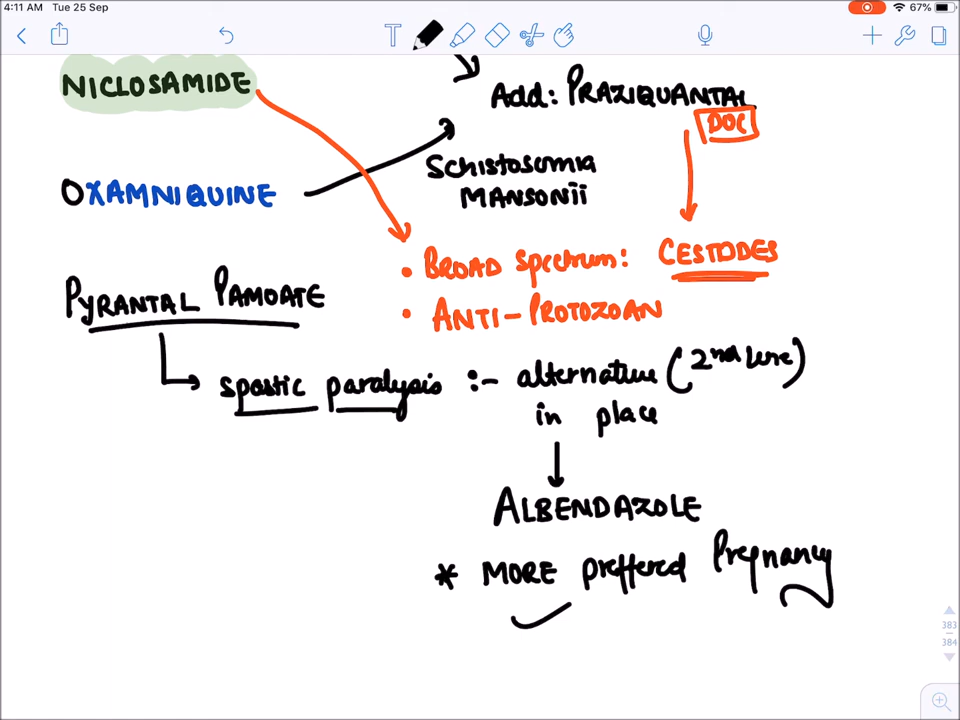 4:11 AM Tue 25 Sep
67%
T
NICLOSAMIDE
Add: PRAZIQUANTAL
DOC
Schistosomia
MANSONii
OXAMNIQUINE
• BROAD Spectrum: CESTODES
• ANTI-PROTOZOAN
PYRANTAL PAMOATE
spastic paralysis :- alternative (2nd line)
in place
ALBENDAZOLE
* MORE preffered Pregnancy
383
384